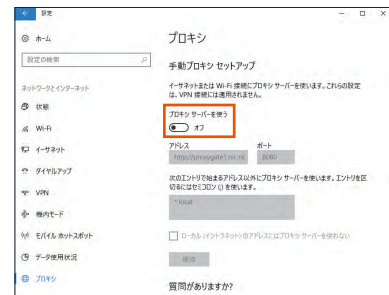 設定
ホーム
設定の検索
ネットワークとインターネット
状態
Wi-Fi
イーサネット
ダイヤルアップ
VPN
機内モード
モバイル ホットスポット
データ使用状況
プロキシ
プロキシ
手動プロキシ セットアップ
イーサネットまたは Wi-Fi 接続にプロキシ サーバーを使います。これらの設定
は、VPN 接続には適用されません。
プロキシ サーバーを使う
オフ
アドレス
ポート
8080
次のエントリで始まるアドレス以外にプロキシ サーバーを使います。エントリを区
切るにはセミコロン (;) を使います。
*.local
ローカル (イントラネット) のアドレスにはプロキシ サーバーを使わない
保存
質問がありますか?